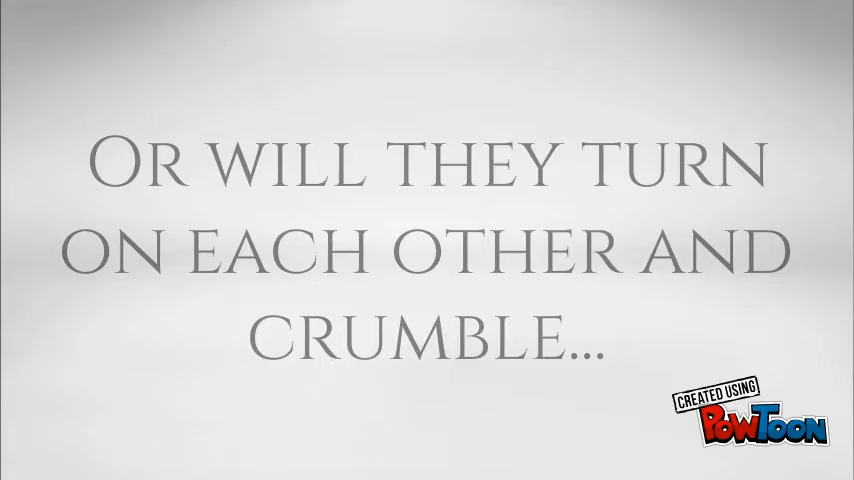 Or will they turn
on each other and
crumble...
CREATED USING
PowToon